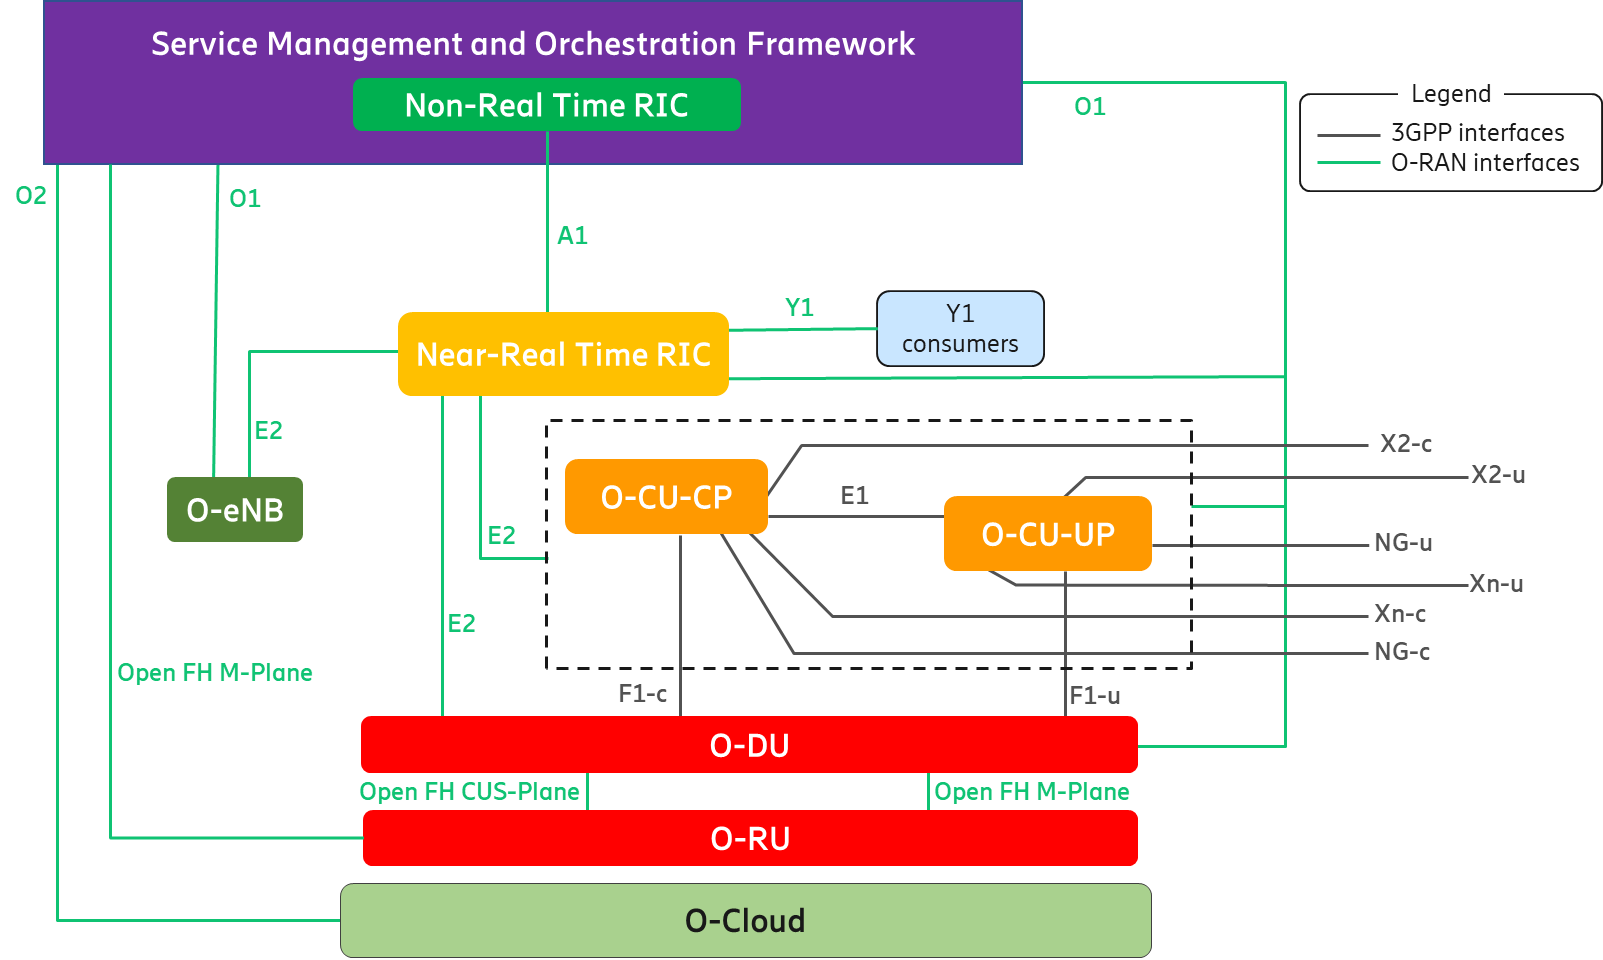 Service Management and Orchestration Framework
Non-Real Time RIC
O1
Legend
3GPP interfaces
O-RAN interfaces
O2
O1
A1
Y1
Y1
consumers
Near-Real Time RIC
E2
X2-c
X2-u
O-CU-CP
E1
O-eNB
O-CU-UP
E2
NG-u
Xn-u
Xn-c
E2
NG-c
Open FH M-Plane
F1-c
F1-u
O-DU
Open FH CUS-Plane
Open FH M-Plane
O-RU
O-Cloud